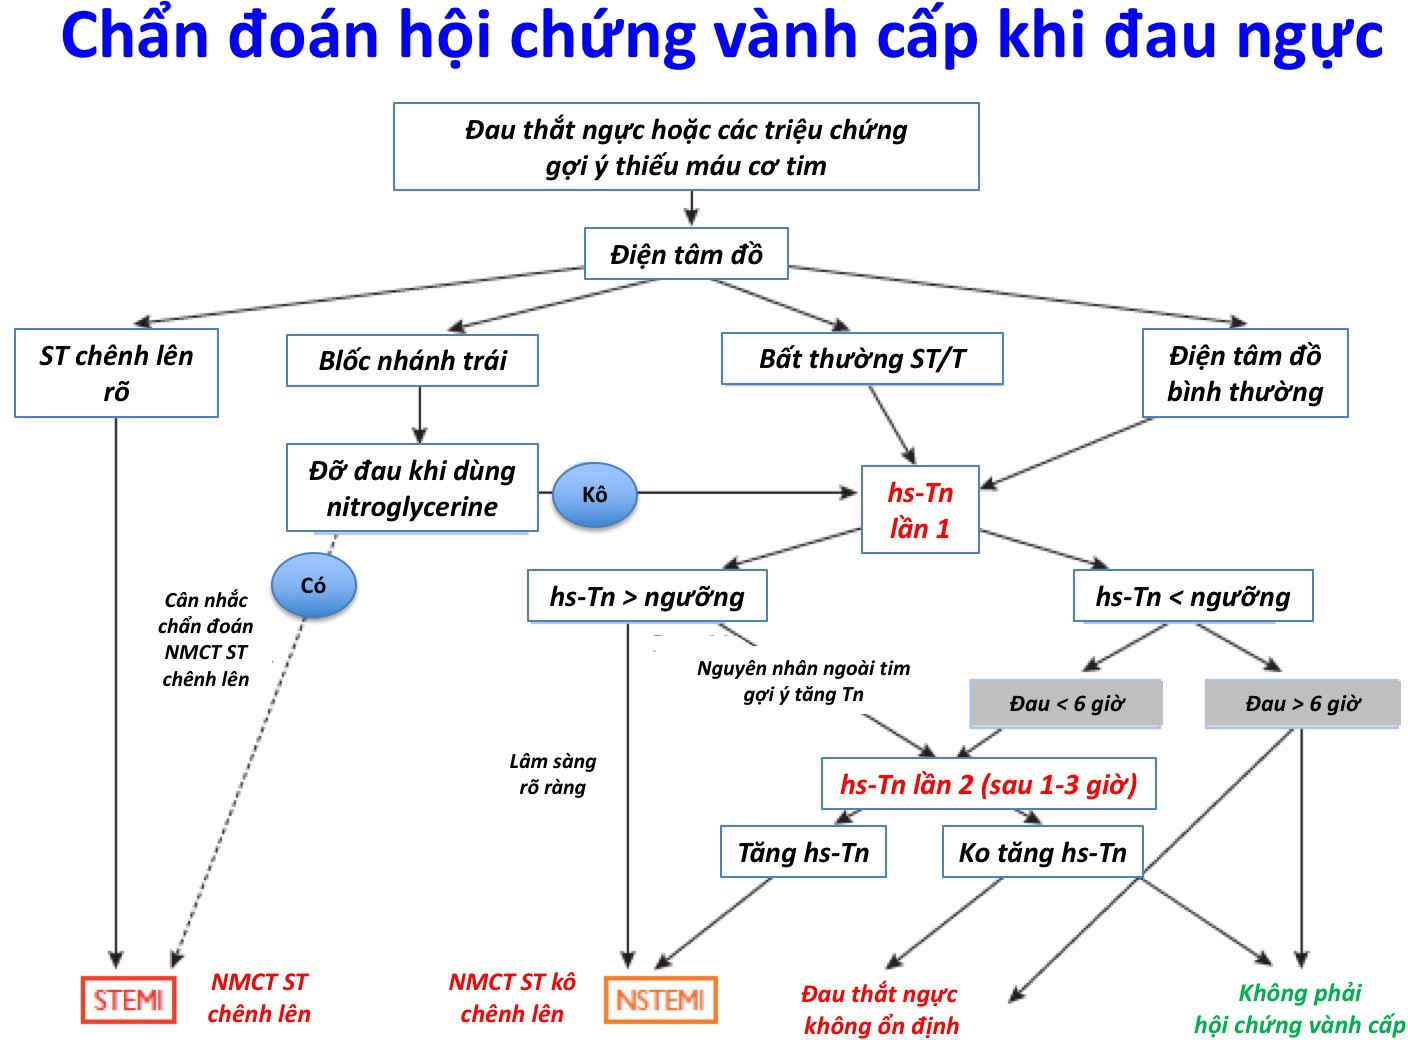 Chẩn đoán hội chứng vành cấp khi đau ngực
Đau thắt ngực hoặc các triệu chứng
gợi ý thiếu máu cơ tim
Điện tâm đồ
ST chênh lên
rõ
Blốc nhánh trái
Bất thường ST/T
Điện tâm đồ
bình thường
Đỡ đau khi dùng
nitroglycerine
Kô
hs-Tn
lần 1
Có
Cân nhắc
chẩn đoán
NMCT ST
chênh lên
hs-Tn > ngưỡng
hs-Tn < ngưỡng
Nguyên nhân ngoài tim
gợi ý tăng Tn
Đau < 6 giờ
Đau > 6 giờ
Lâm sàng
rõ ràng
hs-Tn lần 2 (sau 1-3 giờ)
Tăng hs-Tn
Ko tăng hs-Tn
STEMI
NMCT ST
chênh lên
NMCT ST kô
chênh lên
NSTEMI
Đau thắt ngực
không ổn định
Không phải
hội chứng vành cấp